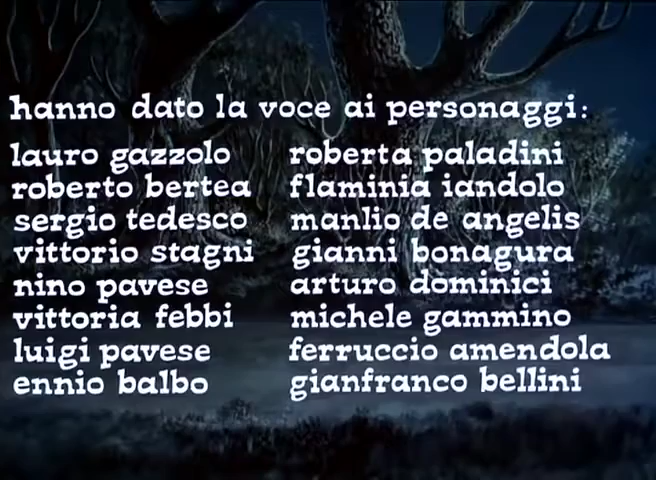 hanno dato la voce ai personaggi:
lauro gazzolo
roberto bertea
sergio tedesco
vittorio stagni
nino pavese
vittoria febbi
luigi pavese
ennio balbo
roberta paladini
flaminia iandolo
manlio de angelis
gianni bonagura
arturo dominici
michele gammino
ferruccio amendola
gianfranco bellini